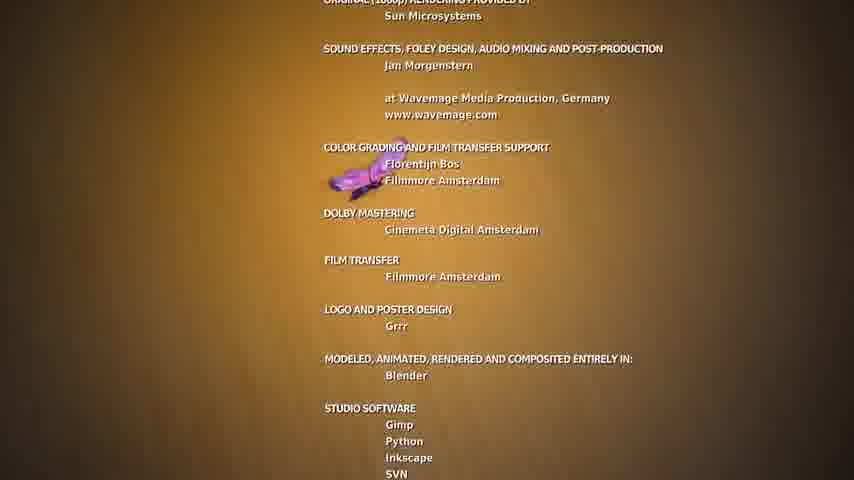 ORIGINAL (1080p) RENDERING PROVIDED BY
Sun Microsystems
SOUND EFFECTS, FOLEY DESIGN, AUDIO MIXING AND POST-PRODUCTION
Jan Morgenstern
at Wavemage Media Production, Germany
www.wavemage.com
COLOR GRADING AND FILM TRANSFER SUPPORT
Florentijn Bos
Filmmore Amsterdam
DOLBY MASTERING
Cinemeta Digital Amsterdam
FILM TRANSFER
Filmmore Amsterdam
LOGO AND POSTER DESIGN
Grrr
MODELED, ANIMATED, RENDERED AND COMPOSITED ENTIRELY IN:
Blender
STUDIO SOFTWARE
Gimp
Python
Inkscape
SVN